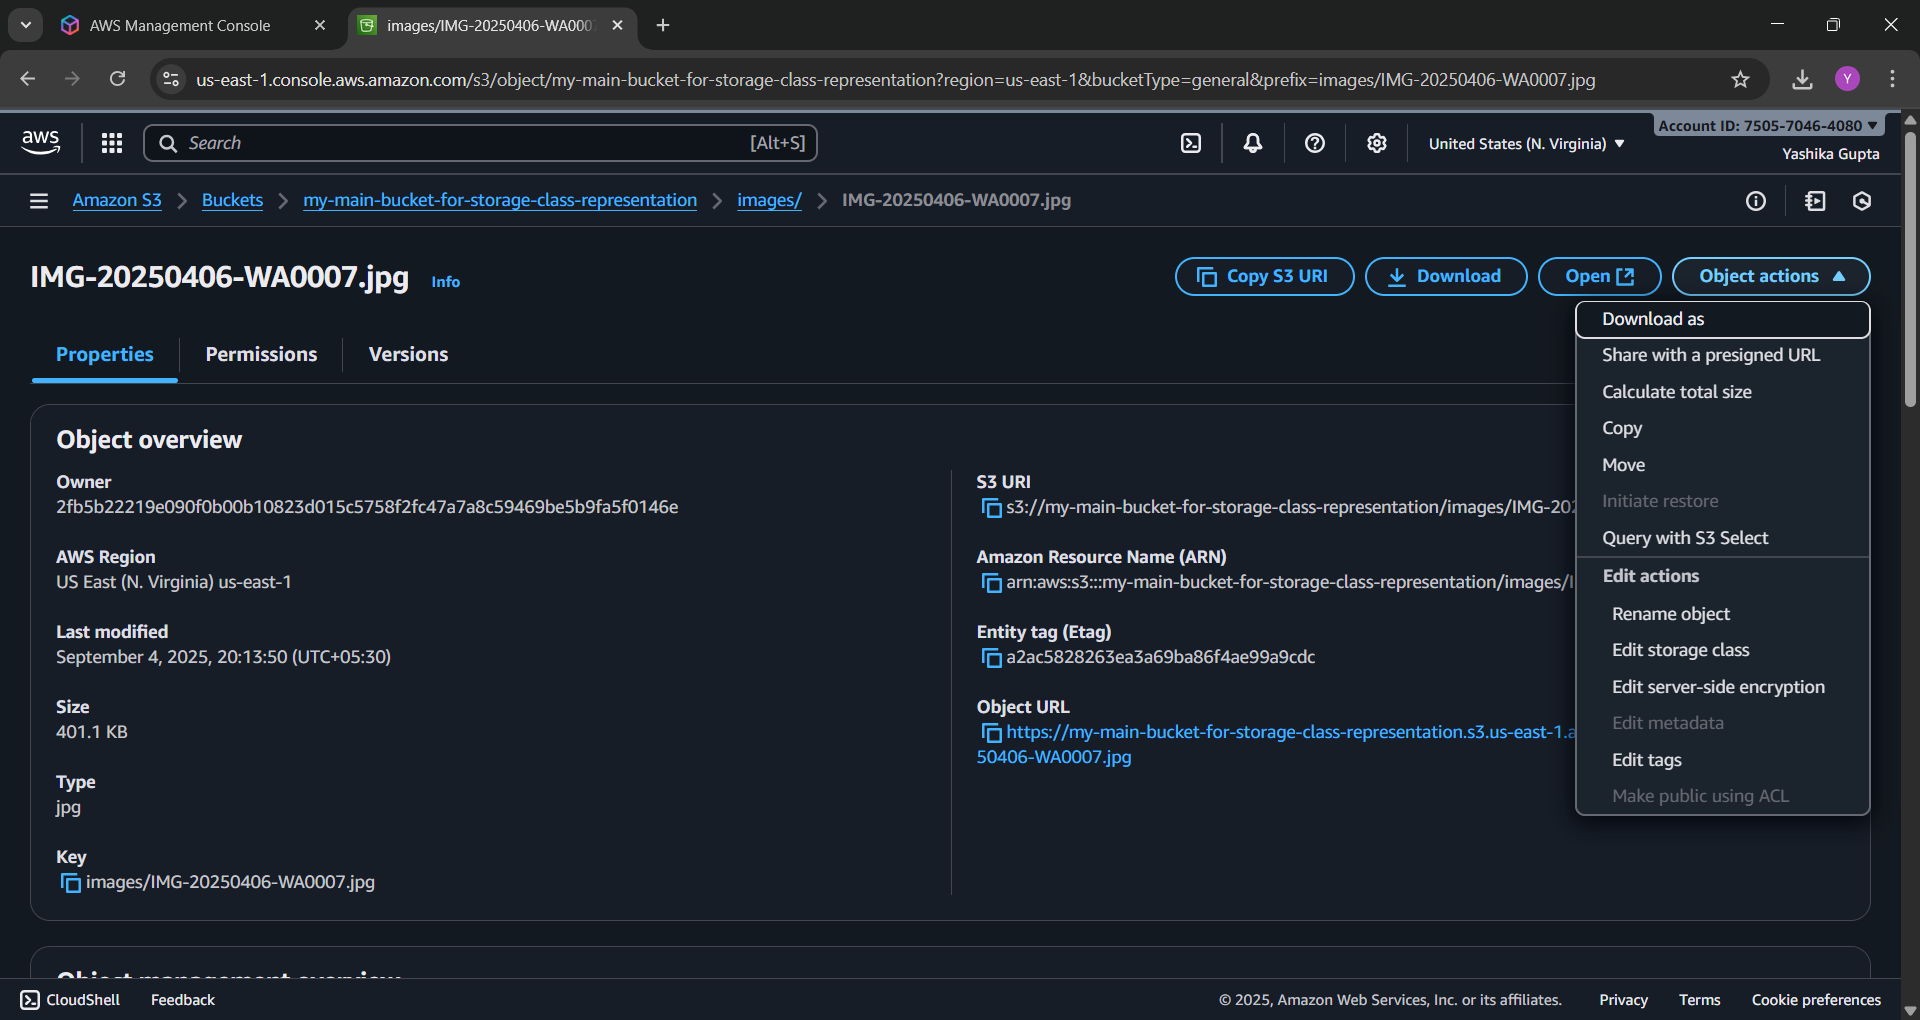 AWS Management Console
images/IMG-20250406-WA000
us-east-1.console.aws.amazon.com/s3/object/my-main-bucket-for-storage-class-representation?region=us-east-1&bucketType=general&prefix=images/IMG-20250406-WA0007.jpg
Y
aws
Search
[Alt+S]
United States (N. Virginia)
Account ID: 7505-7046-4080
Yashika Gupta
Amazon S3
Buckets
my-main-bucket-for-storage-class-representation
images/
IMG-20250406-WA0007.jpg
IMG-20250406-WA0007.jpg
Info
Copy S3 URI
Download
Open
Object actions
Download as
Share with a presigned URL
Calculate total size
Copy
Move
Initiate restore
Query with S3 Select
Edit actions
Rename object
Edit storage class
Edit server-side encryption
Edit metadata
Edit tags
Make public using ACL
Properties
Permissions
Versions
Object overview
Owner
2fb5b22219e090f0b00b10823d015c5758f2fc47a7a8c59469be5b9fa5f0146e
AWS Region
US East (N. Virginia) us-east-1
Last modified
September 4, 2025, 20:13:50 (UTC+05:30)
Size
401.1 KB
Type
jpg
Key
images/IMG-20250406-WA0007.jpg
S3 URI
s3://my-main-bucket-for-storage-class-representation/images/IMG-202
Amazon Resource Name (ARN)
arn:aws:s3:::my-main-bucket-for-storage-class-representation/images/I
Entity tag (Etag)
a2ac5828263ea3a69ba86f4ae99a9cdc
Object URL
https://my-main-bucket-for-storage-class-representation.s3.us-east-1.a
50406-WA0007.jpg
Object management overview
CloudShell
Feedback
© 2025, Amazon Web Services, Inc. or its affiliates.
Privacy
Terms
Cookie preferences